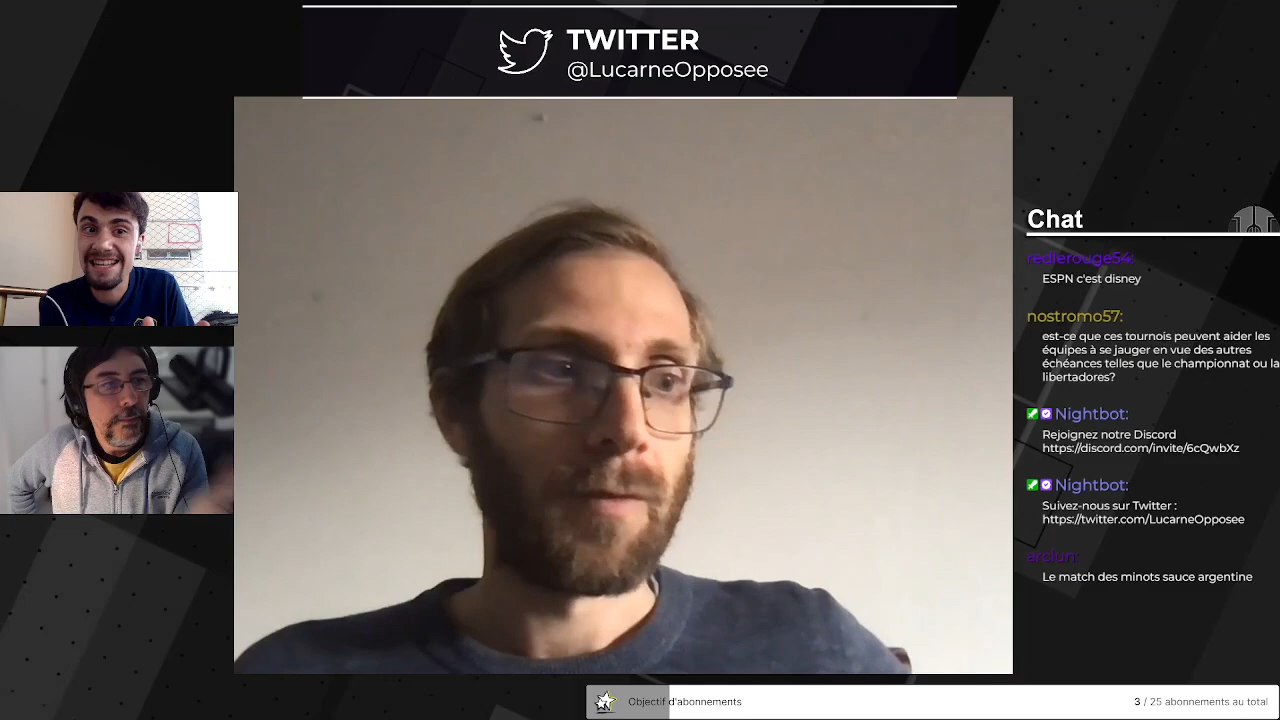 TWITTER
@LucarneOpposee
Chat
redlerouge54:
ESPN c'est disney
nostromo57:
est-ce que ces tournois peuvent aider les
équipes à se jauger en vue des autres
échéances telles que le championnat ou la
libertadores?
Nightbot:
Rejoignez notre Discord
https://discord.com/invite/6cQwbXz
Nightbot:
Suivez-nous sur Twitter :
https://twitter.com/LucarneOpposee
arclun:
Le match des minots sauce argentine
Objectif d'abonnements
3 / 25 abonnements au total